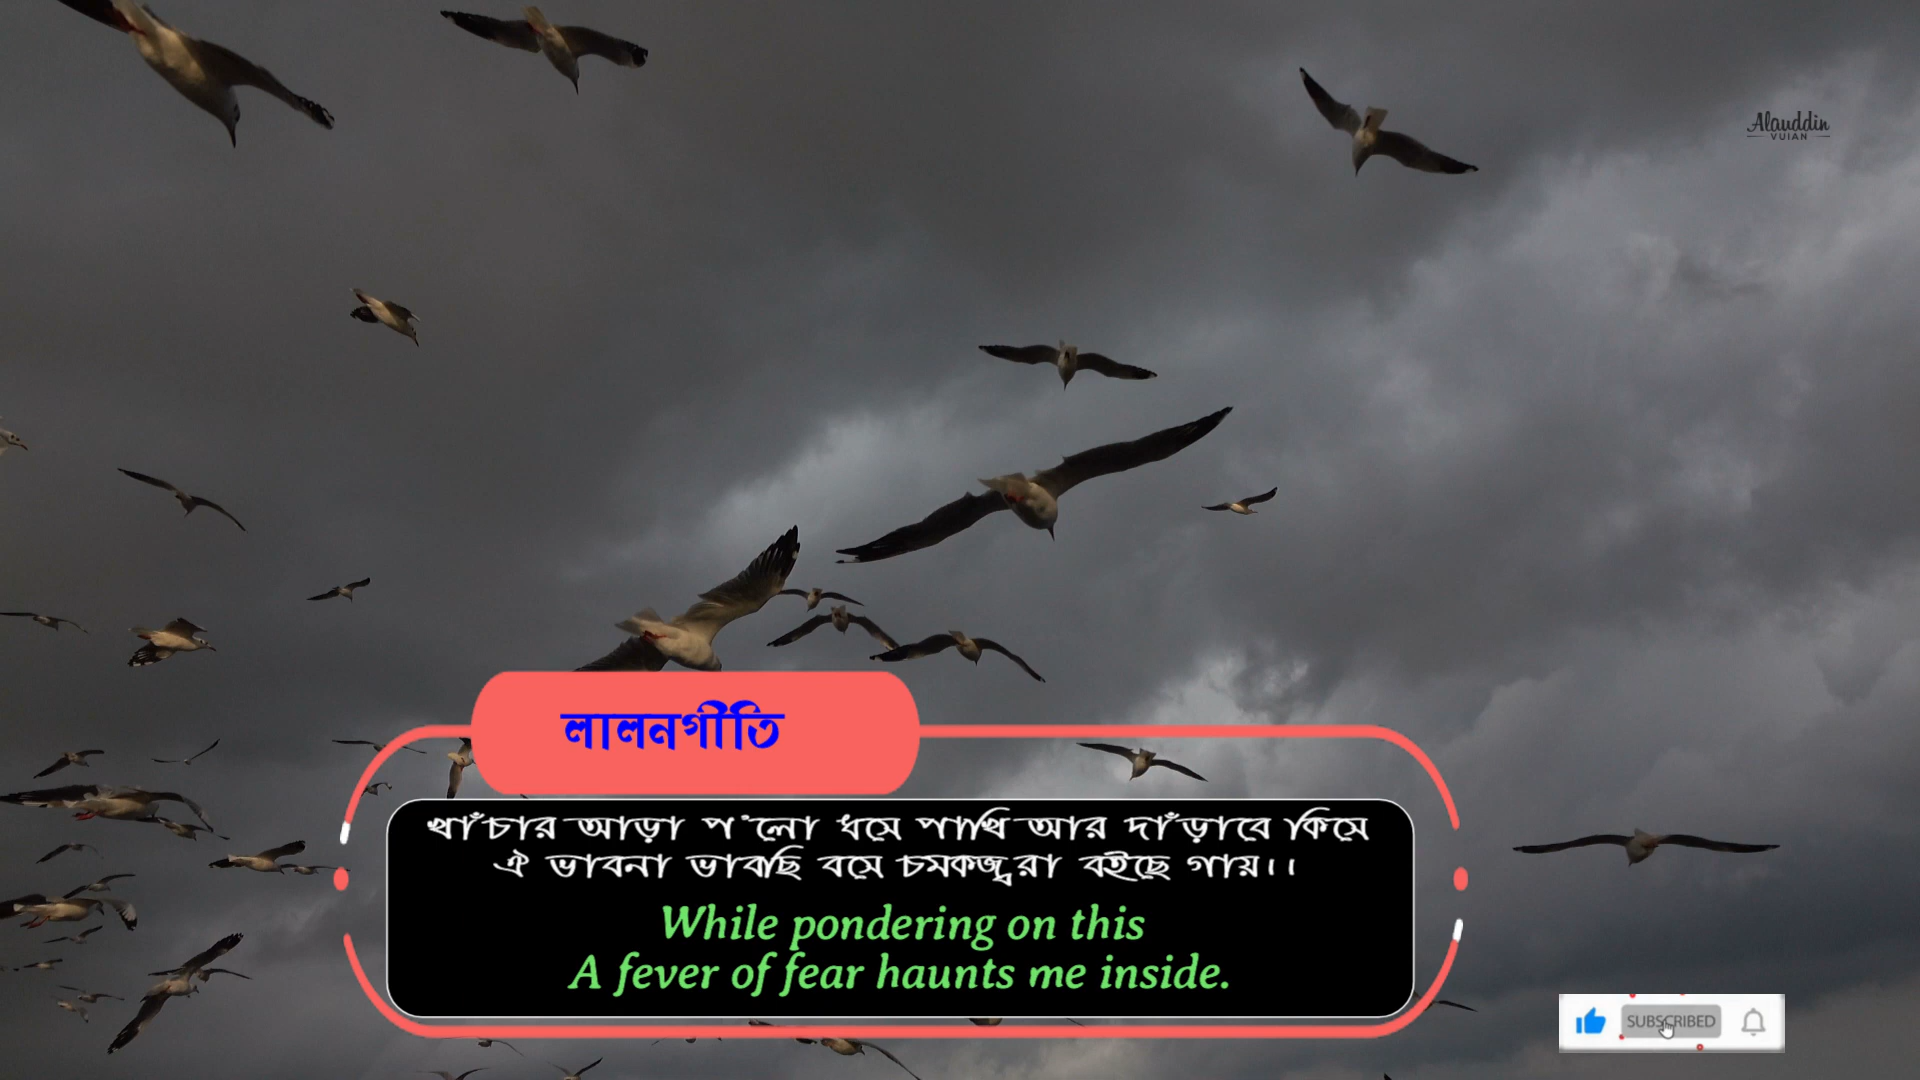 Alauddin
VUIAN
লালনগীতি
খাঁচার আড়া প'লো ধসে পাখি আর দাঁড়াবে কিসে
ঐ ভাবনা ভাবছি বসে চমকজ্বরা বইছে গায়।।
While pondering on this
A fever of fear haunts me inside.
SUBSCRIBED